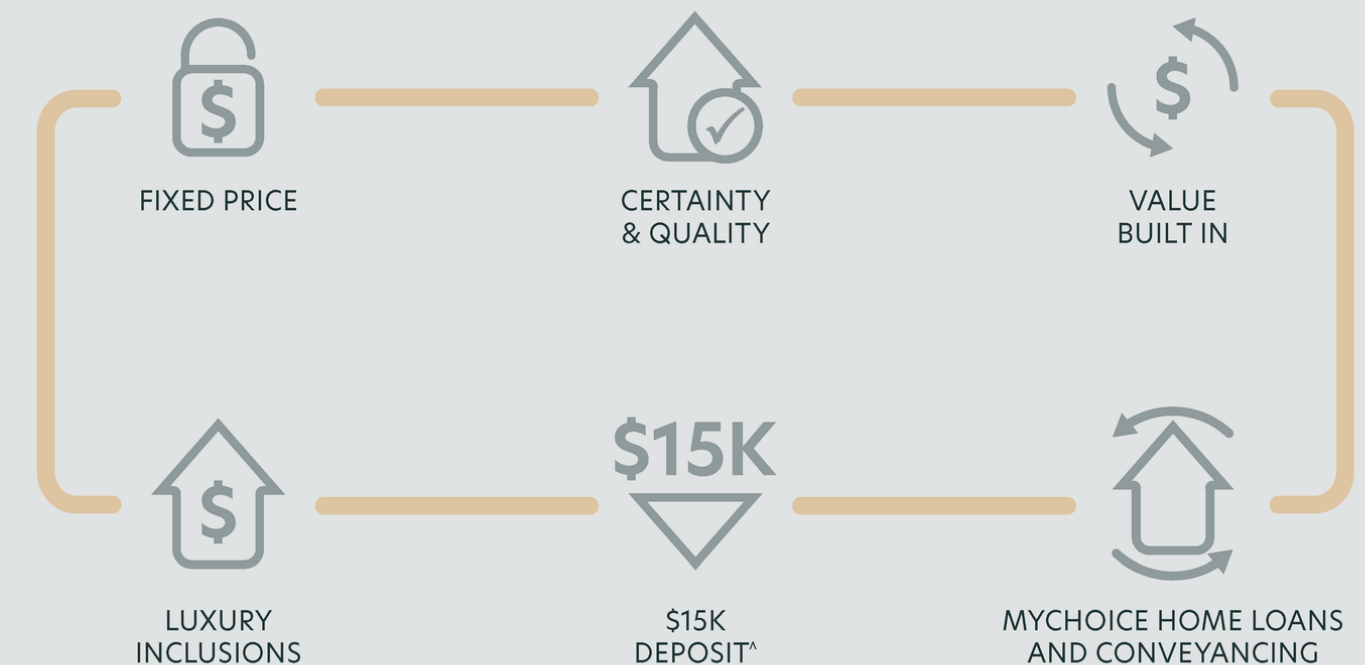 $
$
FIXED PRICE
CERTAINTY
& QUALITY
VALUE
BUILT IN
$
$15K
LUXURY
INCLUSIONS
$15K
DEPOSIT^
MYCHOICE HOME LOANS
AND CONVEYANCING